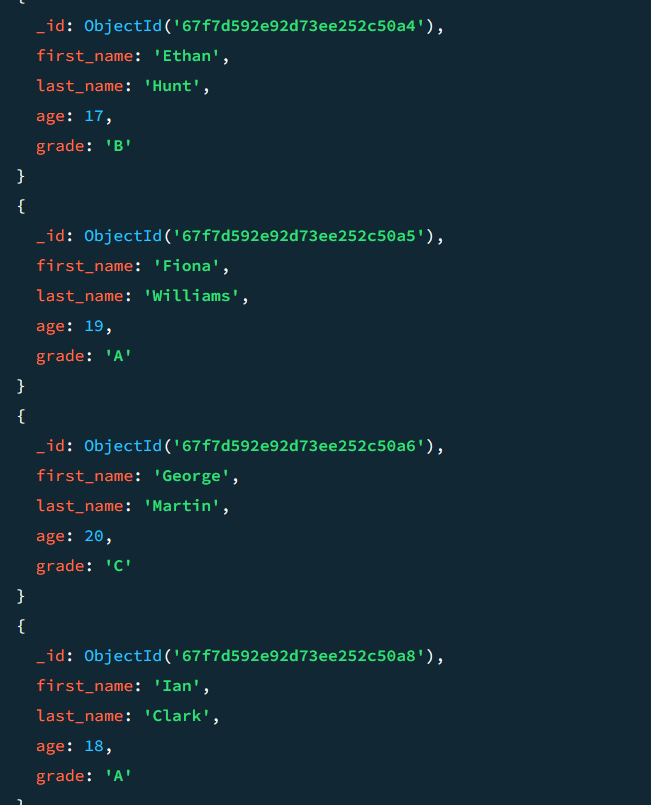 {
_id: ObjectId('67f7d592e92d73ee252c50a4'),
first_name: 'Ethan',
last_name: 'Hunt',
age: 17,
grade: 'B'
}
{
_id: ObjectId('67f7d592e92d73ee252c50a5'),
first_name: 'Fiona',
last_name: 'Williams',
age: 19,
grade: 'A'
}
{
_id: ObjectId('67f7d592e92d73ee252c50a6'),
first_name: 'George',
last_name: 'Martin',
age: 20,
grade: 'C'
}
{
_id: ObjectId('67f7d592e92d73ee252c50a8'),
first_name: 'Ian',
last_name: 'Clark',
age: 18,
grade: 'A'
}